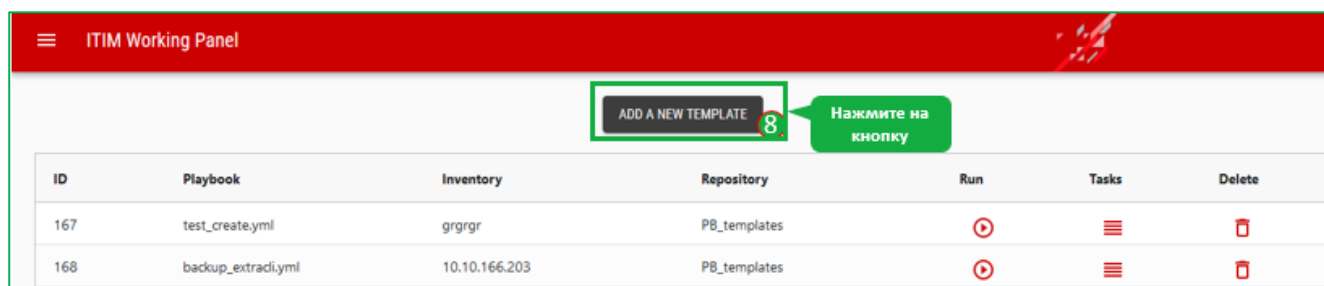 ITIM Working Panel
ADD A NEW TEMPLATE
8
Нажмите на
кнопку
ID Playbook Inventory Repository Run Tasks Delete
167 test_create.yml grgrgr PB_templates
168 backup_extracli.yml 10.10.166.203 PB_templates